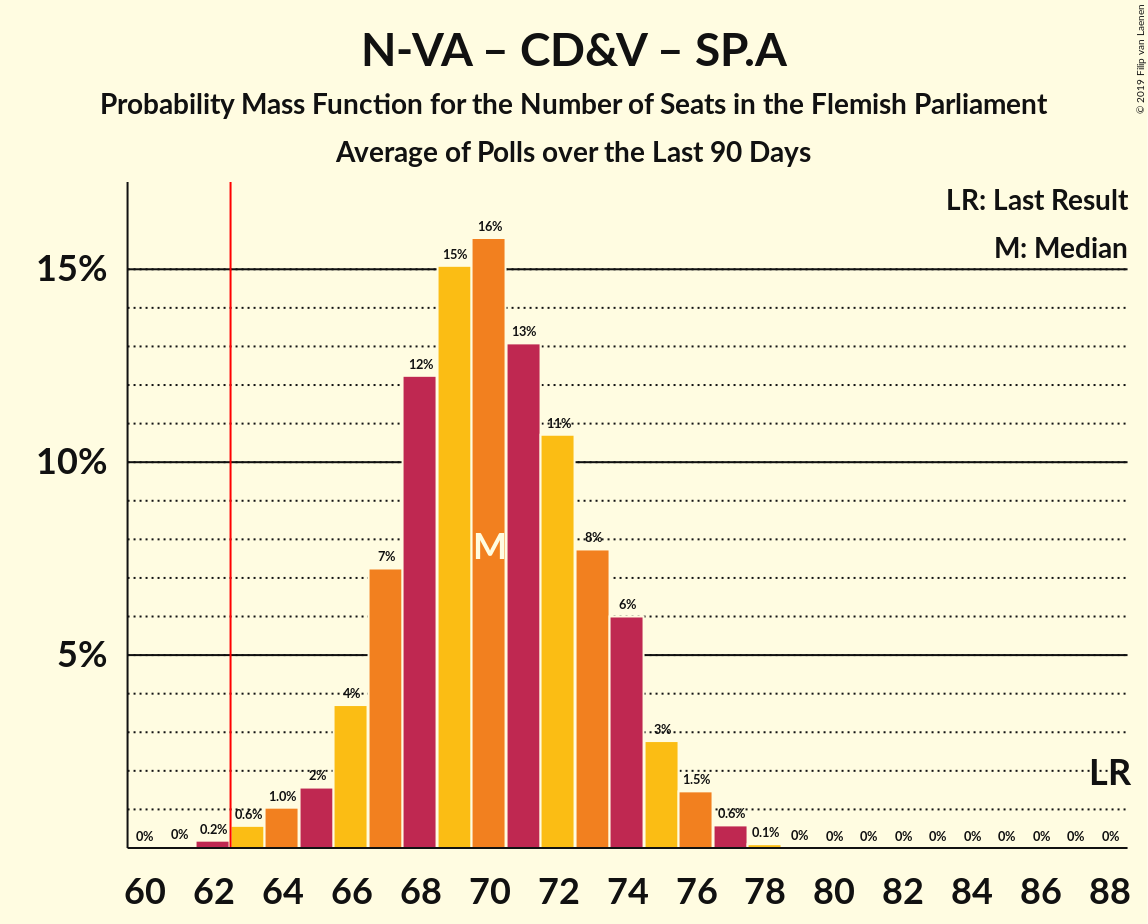 N-VA – CD&V – SP.A
Probability Mass Function for the Number of Seats in the Flemish Parliament
Average of Polls over the Last 90 Days
© 2019 Filip van Laenen
LR: Last Result
M: Median
15%
10%
5%
0% 0% 0.2% 0.6% 1.0% 2% 4% 7% 12% 15% 16% 13% 11% 8% 6% 3% 1.5% 0.6% 0.1% 0% 0% 0% 0% 0% 0% 0% 0% 0% 0%
M
LR
60 62 64 66 68 70 72 74 76 78 80 82 84 86 88